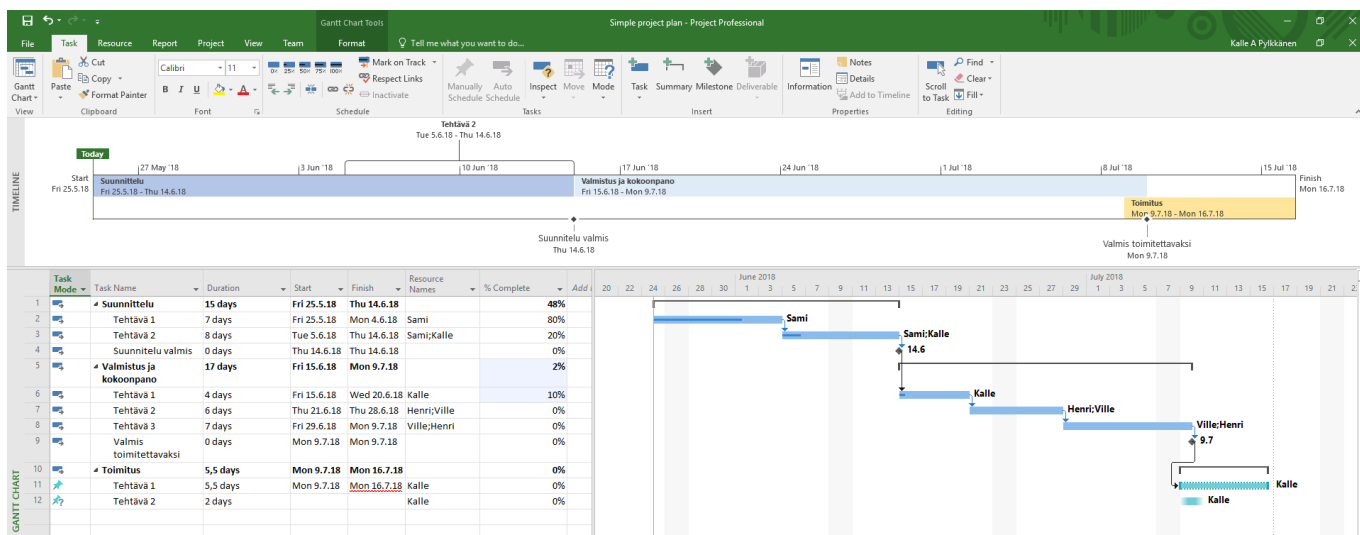 Gantt Chart Tools
Simple project plan - Project Professional
File Task Resource Report Project View Team Format Tell me what you want to do... Kalle A Pylkkänen
Gantt Chart
View
Paste
Cut
Copy
Format Painter
Clipboard
Calibri 11
B I U A
Font
0% 25% 50% 75% 100%
Mark on Track
Respect Links
Inactivate
Schedule
Manually Schedule
Auto Schedule
Inspect
Move
Mode
Tasks
Task
Summary
Milestone
Deliverable
Insert
Information
Notes
Details
Add to Timeline
Properties
Scroll to Task
Find
Clear
Fill
Editing
TIMELINE
Tehtävä 2
Tue 5.6.18 - Thu 14.6.18
Today
27 May '18 3 Jun '18 10 Jun '18 17 Jun '18 24 Jun '18 1 Jul '18 8 Jul '18 15 Jul '18
Start
Fri 25.5.18
Suunnittelu
Fri 25.5.18 - Thu 14.6.18
Valmistus ja kokoonpano
Fri 15.6.18 - Mon 9.7.18
Finish
Mon 16.7.18
Toimitus
Mon 9.7.18 - Mon 16.7.18
Suunnitelu valmis
Thu 14.6.18
Valmis toimitettavaksi
Mon 9.7.18
GANTT CHART
Task Mode Task Name Duration Start Finish Resource Names % Complete Add
1 Suunnittelu 15 days Fri 25.5.18 Thu 14.6.18 48%
2 Tehtävä 1 7 days Fri 25.5.18 Mon 4.6.18 Sami 80%
3 Tehtävä 2 8 days Tue 5.6.18 Thu 14.6.18 Sami;Kalle 20%
4 Suunnitelu valmis 0 days Thu 14.6.18 Thu 14.6.18 0%
5 Valmistus ja kokoonpano 17 days Fri 15.6.18 Mon 9.7.18 2%
6 Tehtävä 1 4 days Fri 15.6.18 Wed 20.6.18 Kalle 10%
7 Tehtävä 2 6 days Thu 21.6.18 Thu 28.6.18 Henri;Ville 0%
8 Tehtävä 3 7 days Fri 29.6.18 Mon 9.7.18 Ville;Henri 0%
9 Valmis toimitettavaksi 0 days Mon 9.7.18 Mon 9.7.18 0%
10 Toimitus 5,5 days Mon 9.7.18 Mon 16.7.18 0%
11 Tehtävä 1 5,5 days Mon 9.7.18 Mon 16.7.18 Kalle 0%
12 Tehtävä 2 2 days Kalle 0%
June 2018 July 2018
20 22 24 26 28 30 1 3 5 7 9 11 13 15 17 19 21 23 25 27 29 1 3 5 7 9 11 13 15 17 19 21
Sami
Sami;Kalle
14.6
Kalle
Henri;Ville
Ville;Henri
9.7
Kalle
Kalle